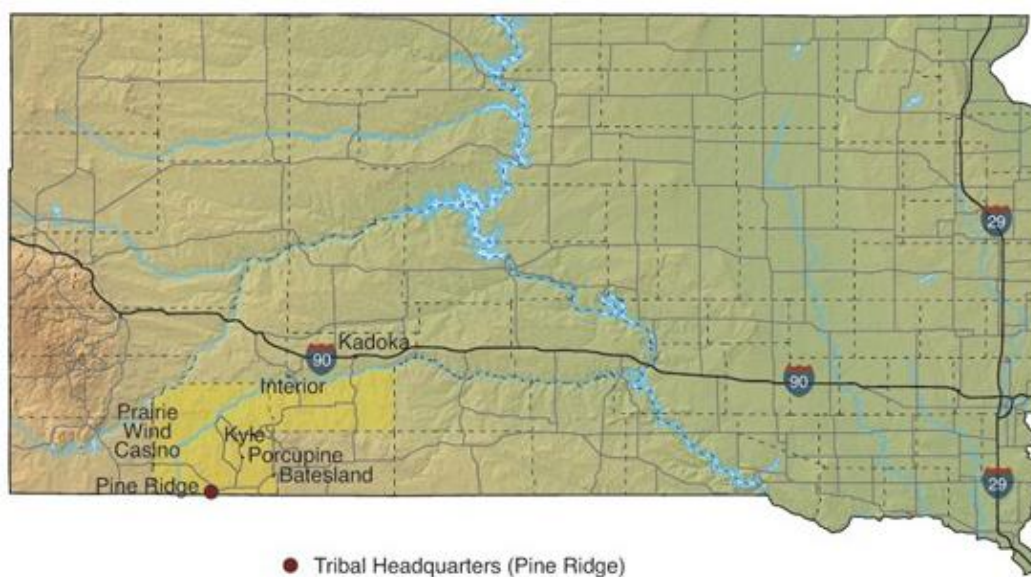 29
Kadoka
90
90
Interior
Prairie
Wind
Casino
Kyle
Porcupine
Batesland
Pine Ridge
29
Tribal Headquarters (Pine Ridge)